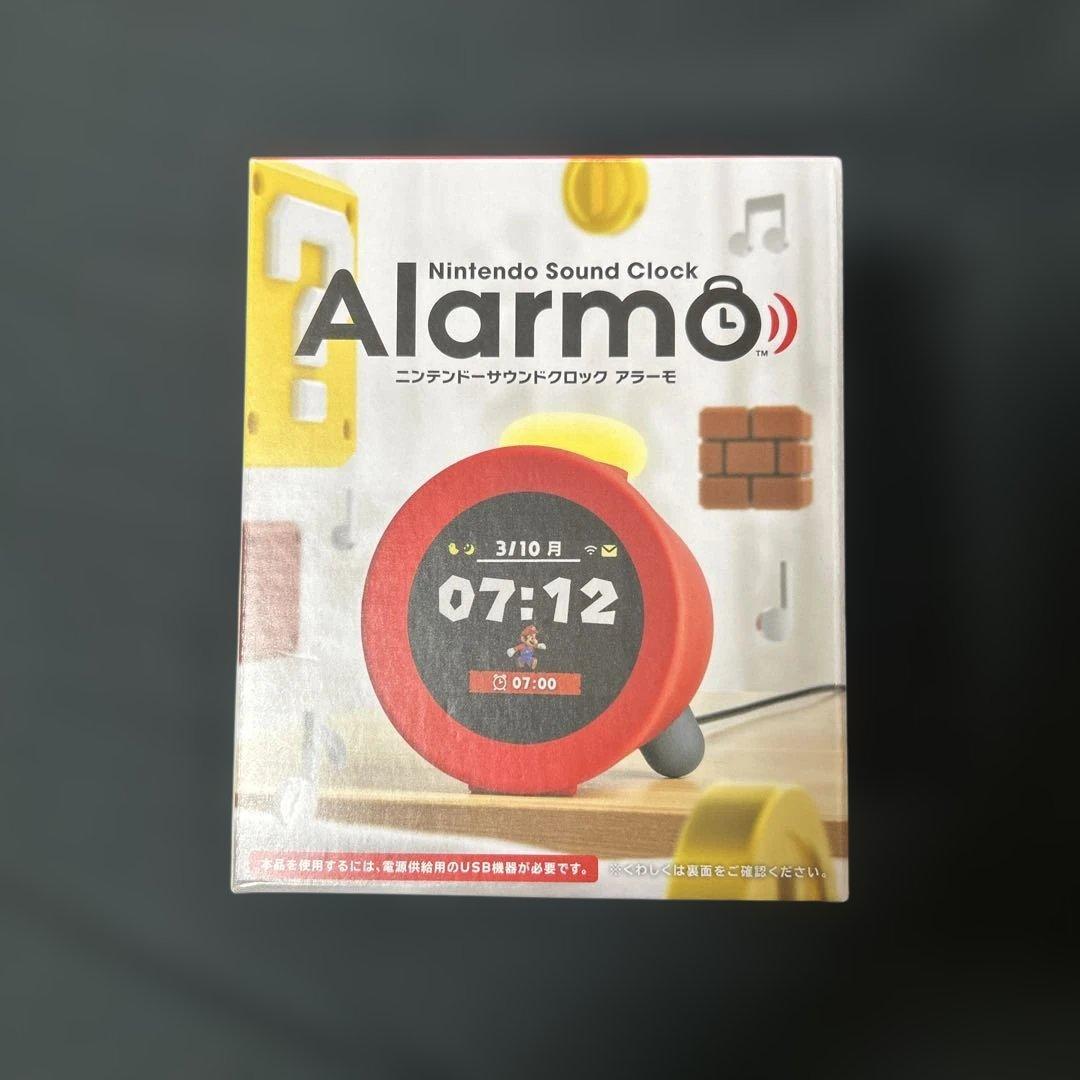 Nintendo Sound Clock
Alarmo™
ニンテンドーサウンドクロック アラーモ
3/10 月
07:12
07:00
本品を使用するには、電源供給用のUSB機器が必要です。
※くわしくは裏面をご確認ください。